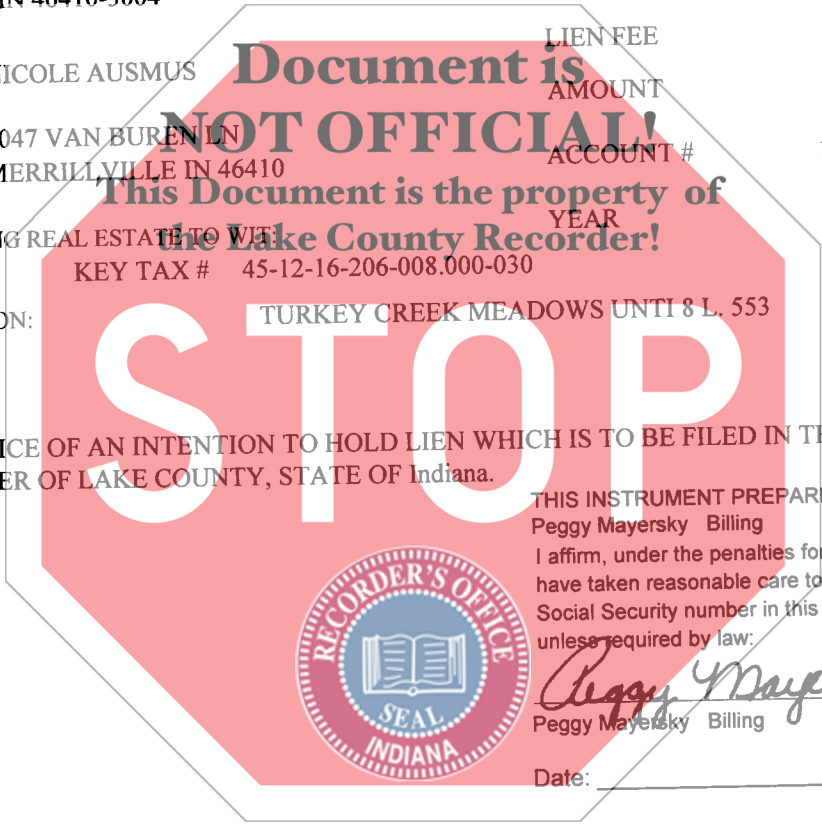 IN 46410-3004
LIEN FEE
NICOLE AUSMUS
Document is
AMOUNT
047 VAN BUREN LN
NOT OFFICIAL!
ACCOUNT #
MERRILLVILLE IN 46410
This Document is the property of
YEAR
G REAL ESTATE TO WIT:
the Lake County Recorder!
KEY TAX # 45-12-16-206-008.000-030
ON: TURKEY CREEK MEADOWS UNTI 8 L. 553
STOP
ICE OF AN INTENTION TO HOLD LIEN WHICH IS TO BE FILED IN TH
ER OF LAKE COUNTY, STATE OF Indiana.
THIS INSTRUMENT PREPAR
Peggy Mayersky Billing
I affirm, under the penalties for
have taken reasonable care to
Social Security number in this
unless required by law:
Peggy Maye
Peggy Mayersky Billing
Date:
RECORDER'S OFFICE
SEAL
INDIANA